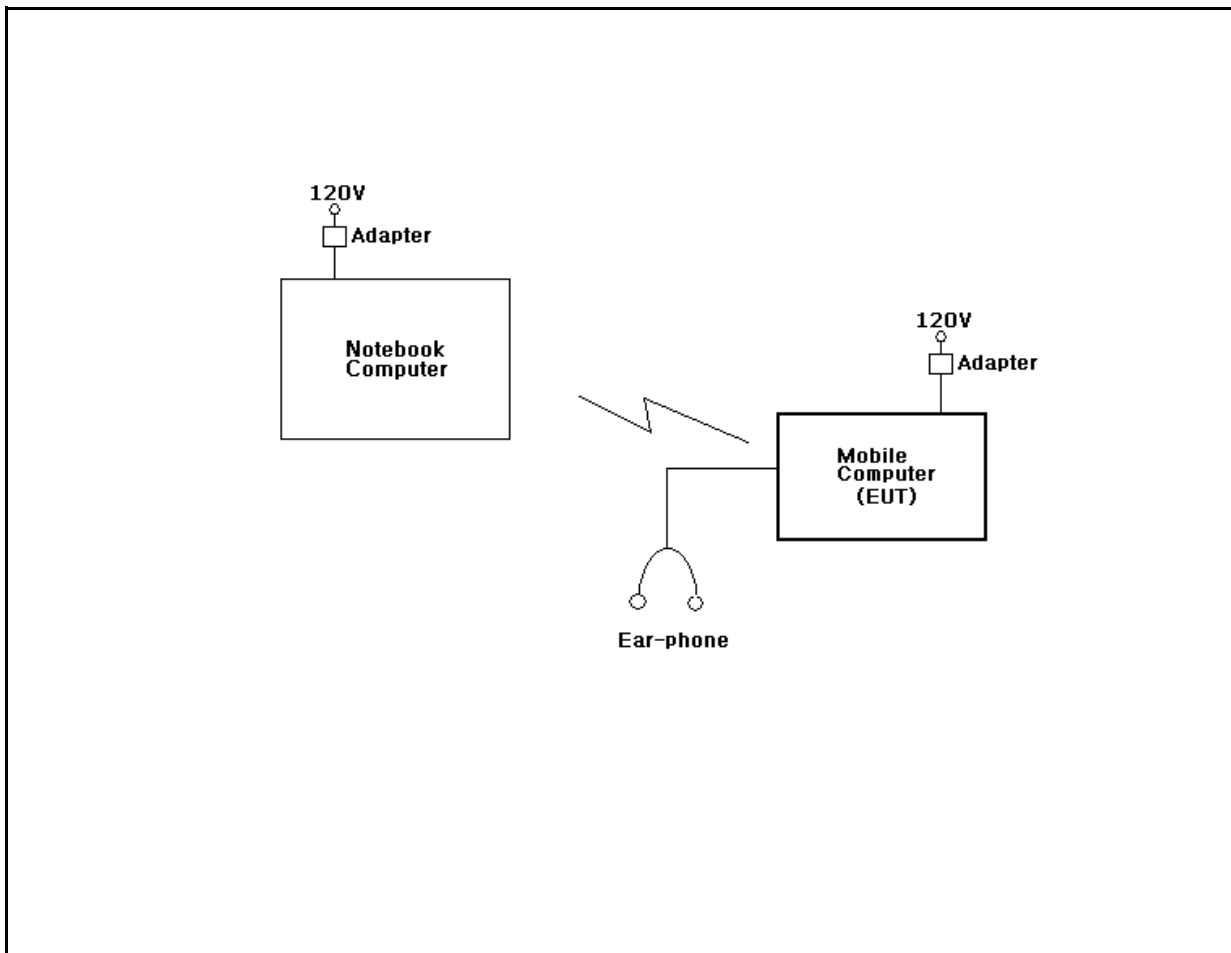 120V
Adapter
Notebook
Computer
120V
Adapter
Mobile
Computer
(EUT)
Ear-phone